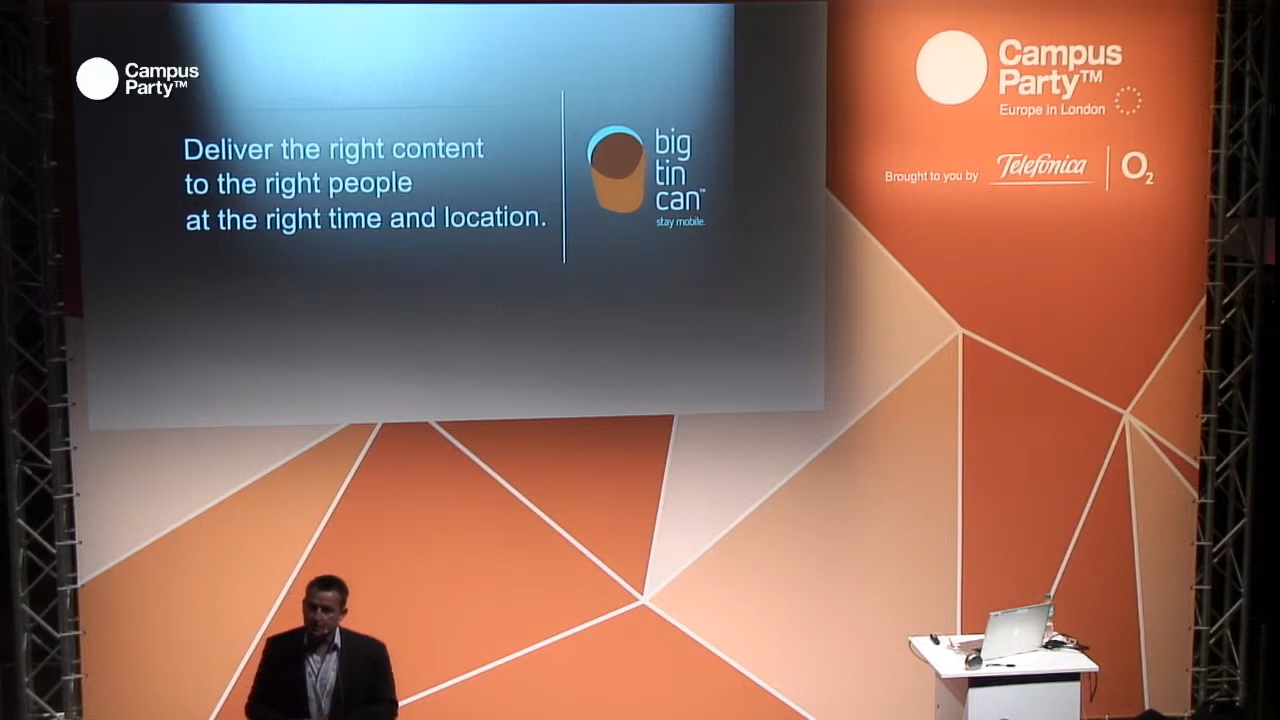 Campus
Party™
Deliver the right content
to the right people
at the right time and location.
big
tin
can™
stay mobile.
Campus
Party™
Europe in London
Brought to you by
Telefónica
O2